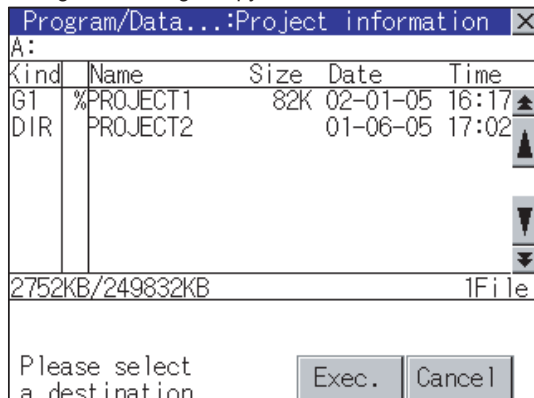 Program/Data...:Project information ×
A:
Kind Name Size Date Time
G1 %PROJECT1 82K 02-01-05 16:17
DIR PROJECT2 01-06-05 17:02
2752KB/249832KB 1File
Please select
a destination
Exec. Cancel